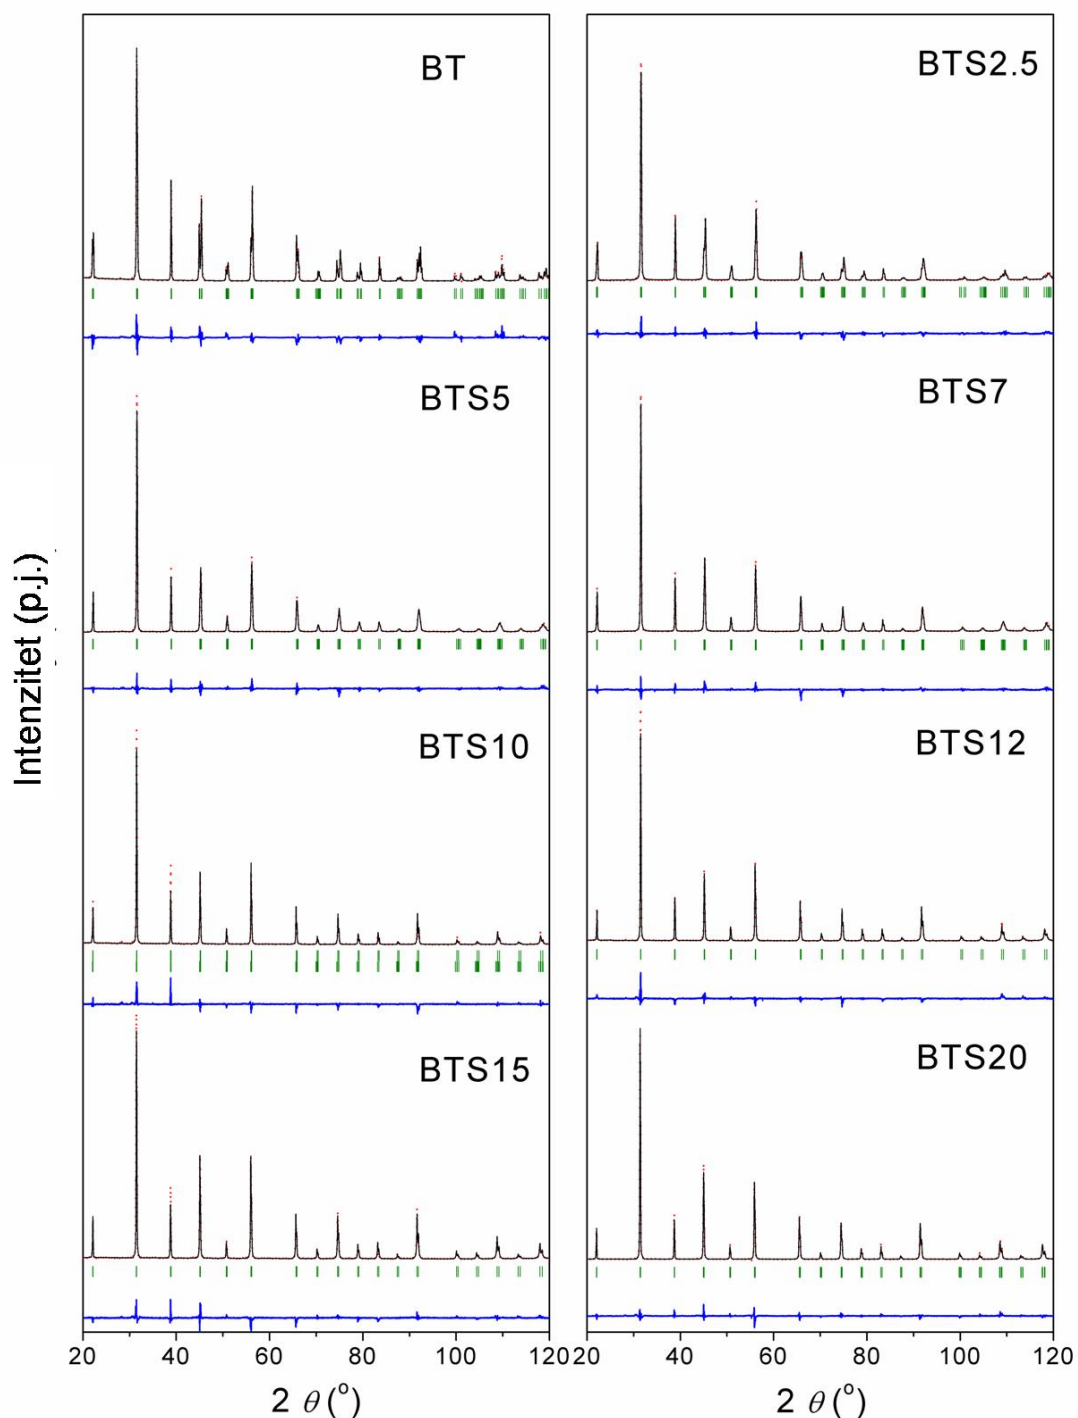 BT
BTS2.5
BTS5
BTS7
Intenzitet (p.j.)
BTS10
BTS12
BTS15
BTS20
20 40 60 80 100 120 20 40 60 80 100 120
2 θ (°) 2 θ (°)